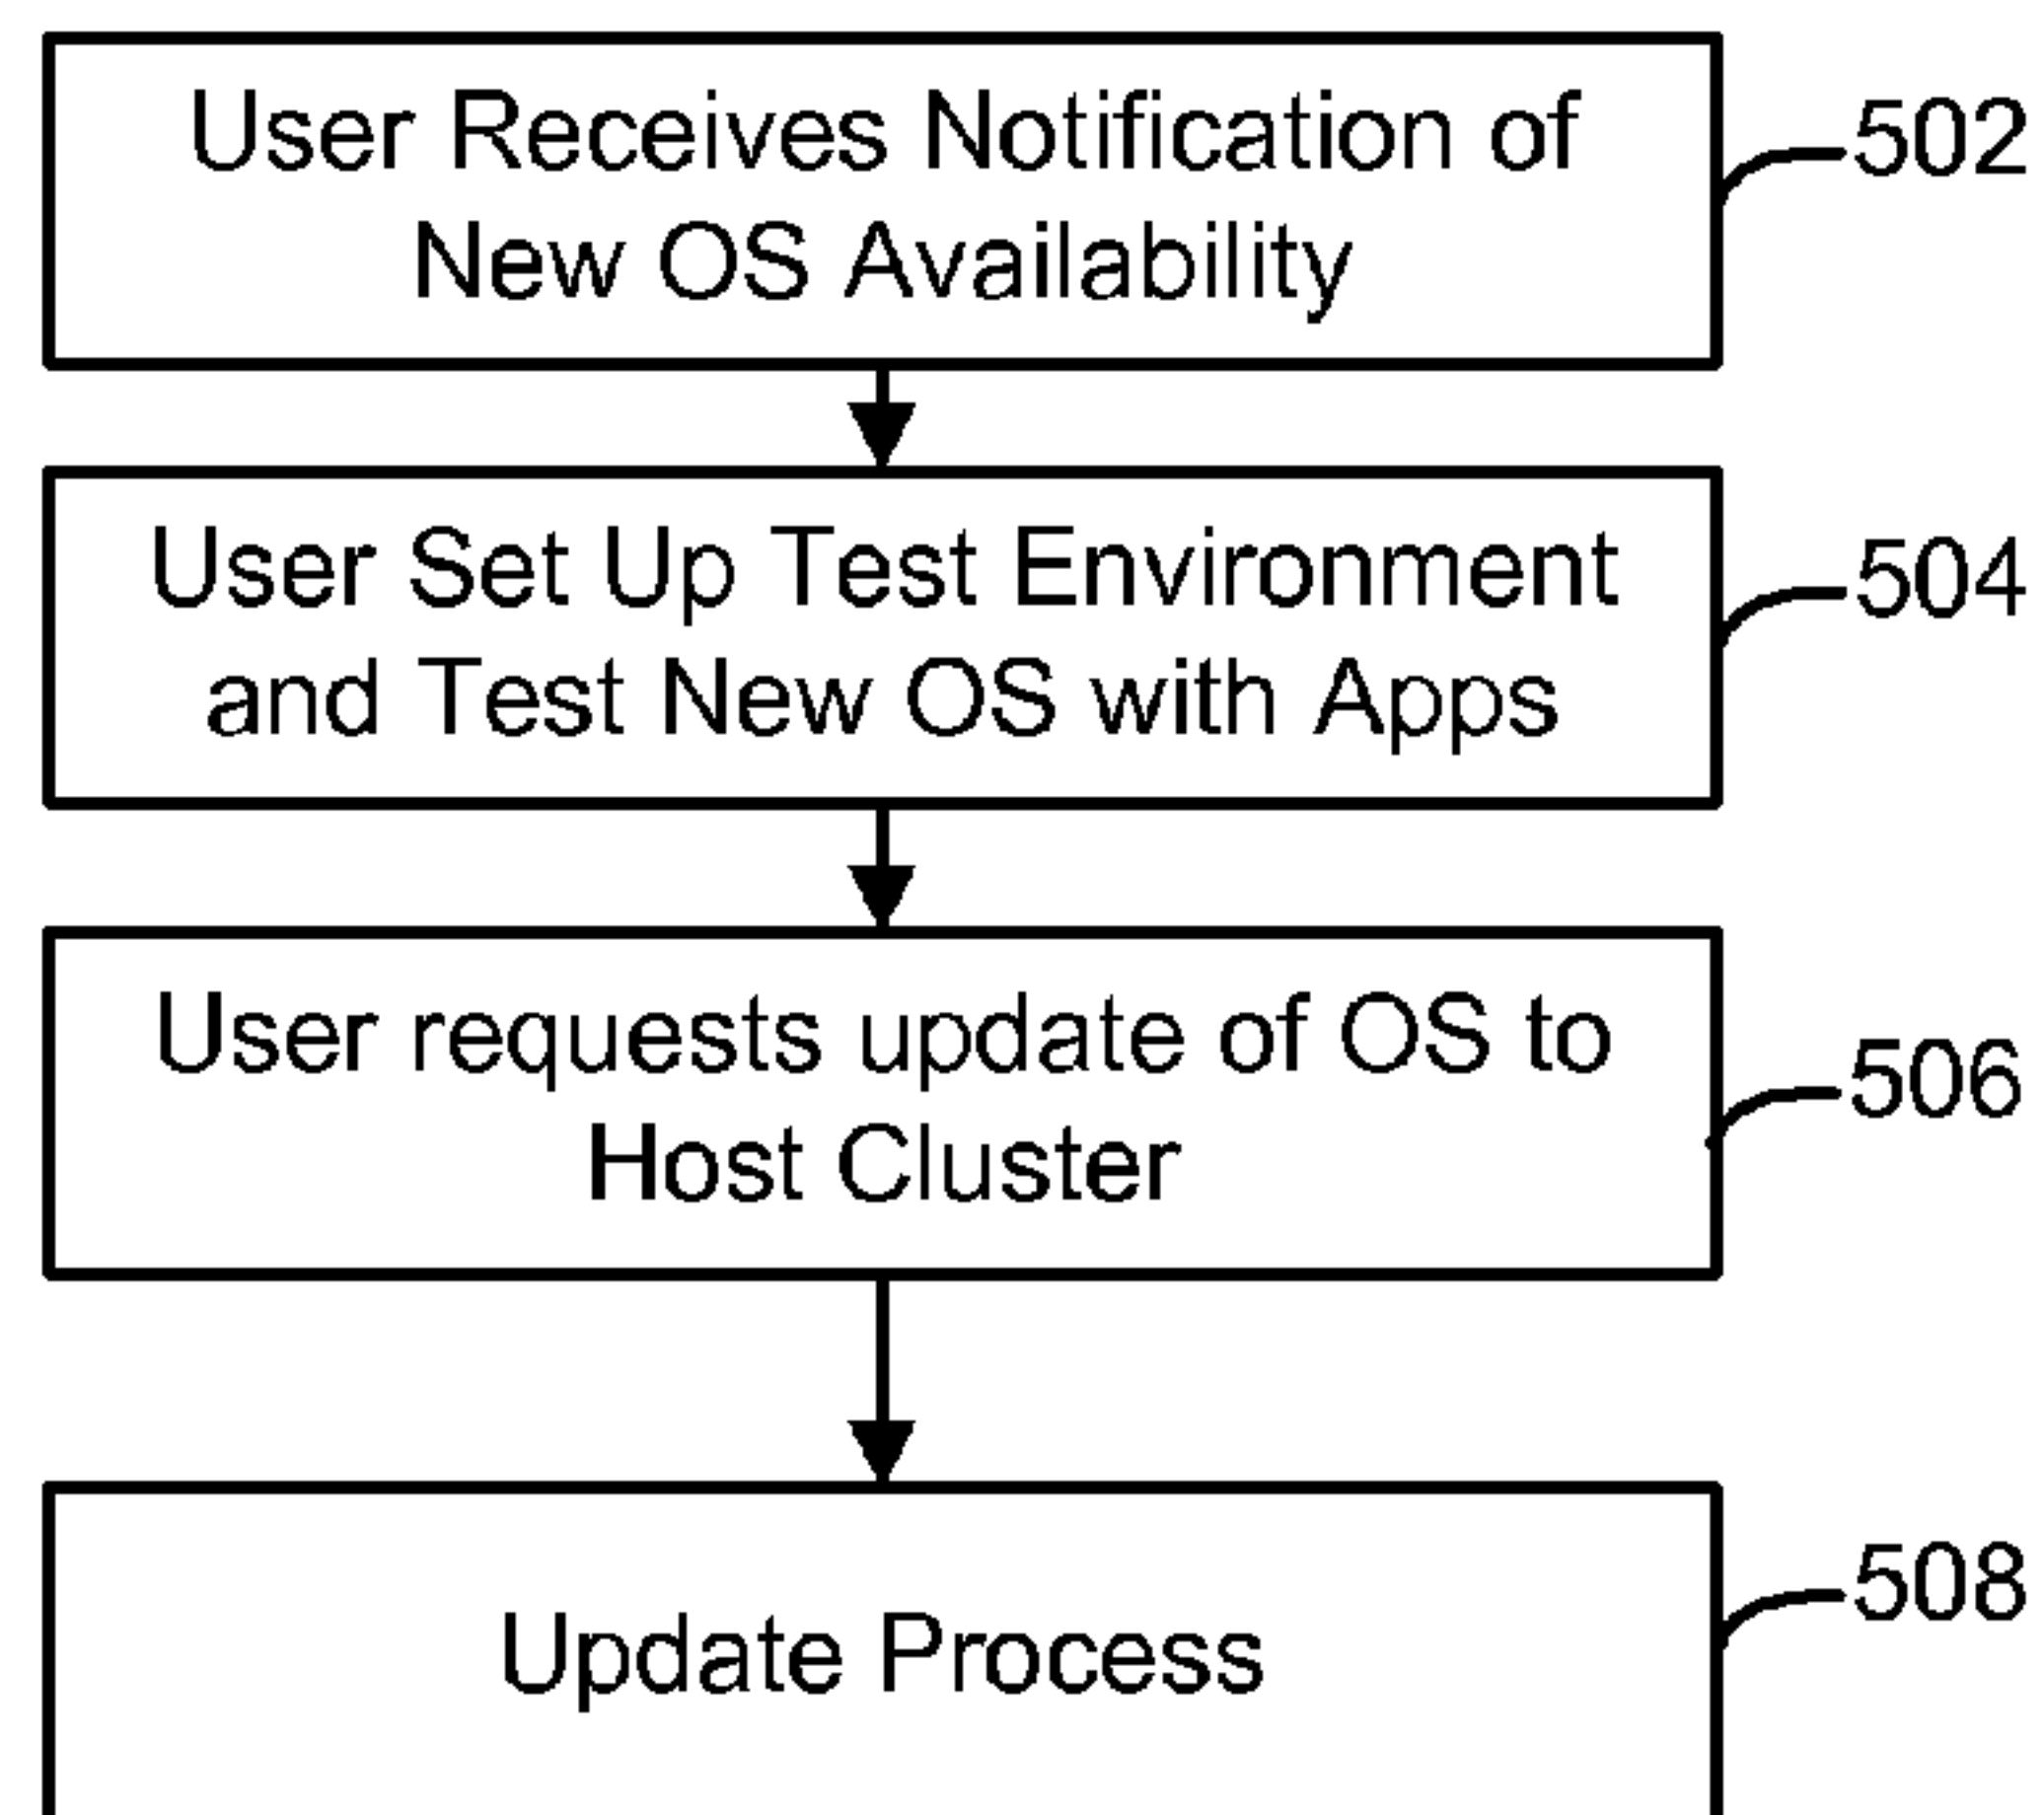 User Receives Notification of
New OS Availability
502
User Set Up Test Environment
and Test New OS with Apps
504
User requests update of OS to
Host Cluster
506
Update Process
508